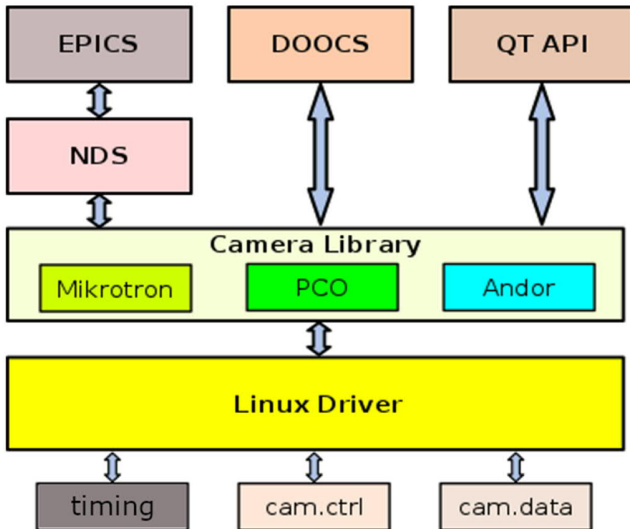 EPICS
DOOCS
QT API
NDS
Camera Library
Mikrotron
PCO
Andor
Linux Driver
timing
cam.ctrl
cam.data